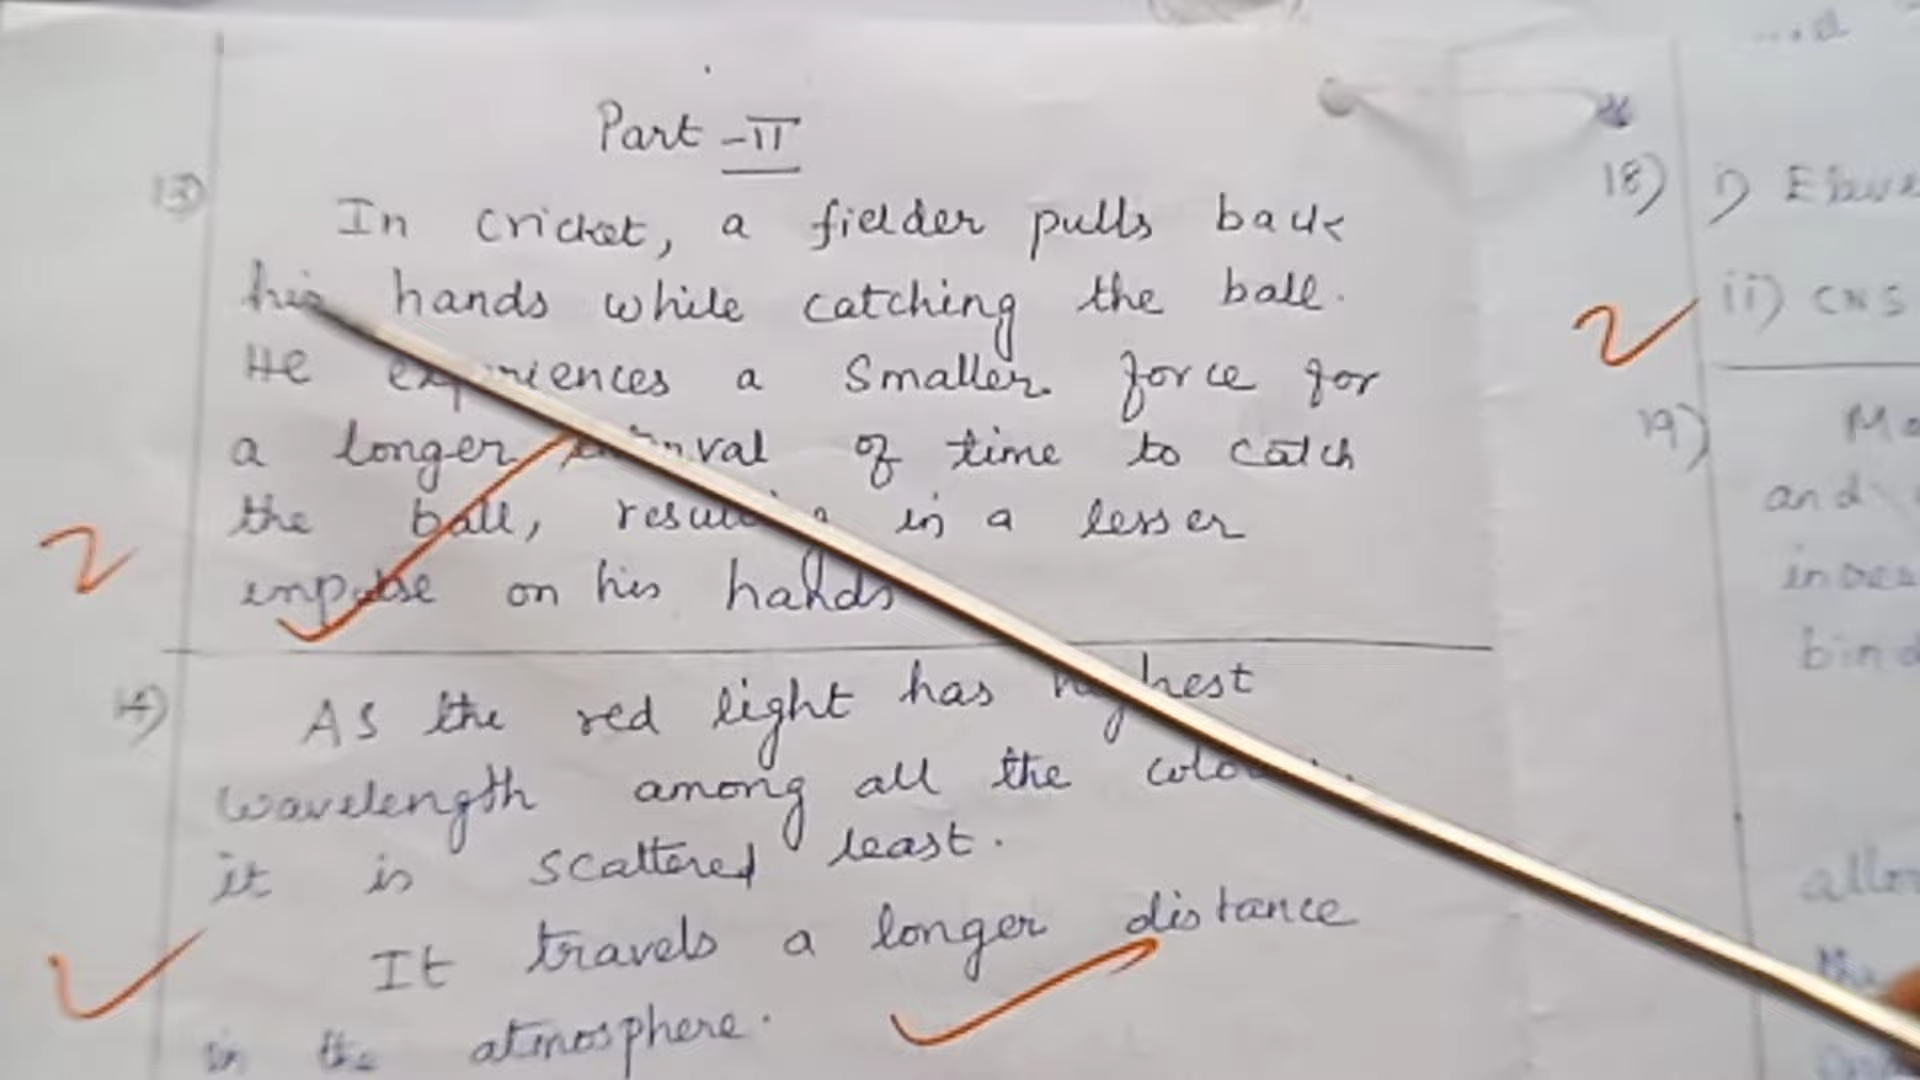 Part -II
13)
In cricket, a fielder pulls back
his hands while catching the ball.
He experiences a Smaller force for
a longer interval of time to catch
the ball, resulting in a lesser
impulse on his hands
2
14)
As the red light has highest
wavelength among all the
it is scattered least.
It travels a longer distance
in the atmosphere.
18) i)
ii) CNS
2
19)
and